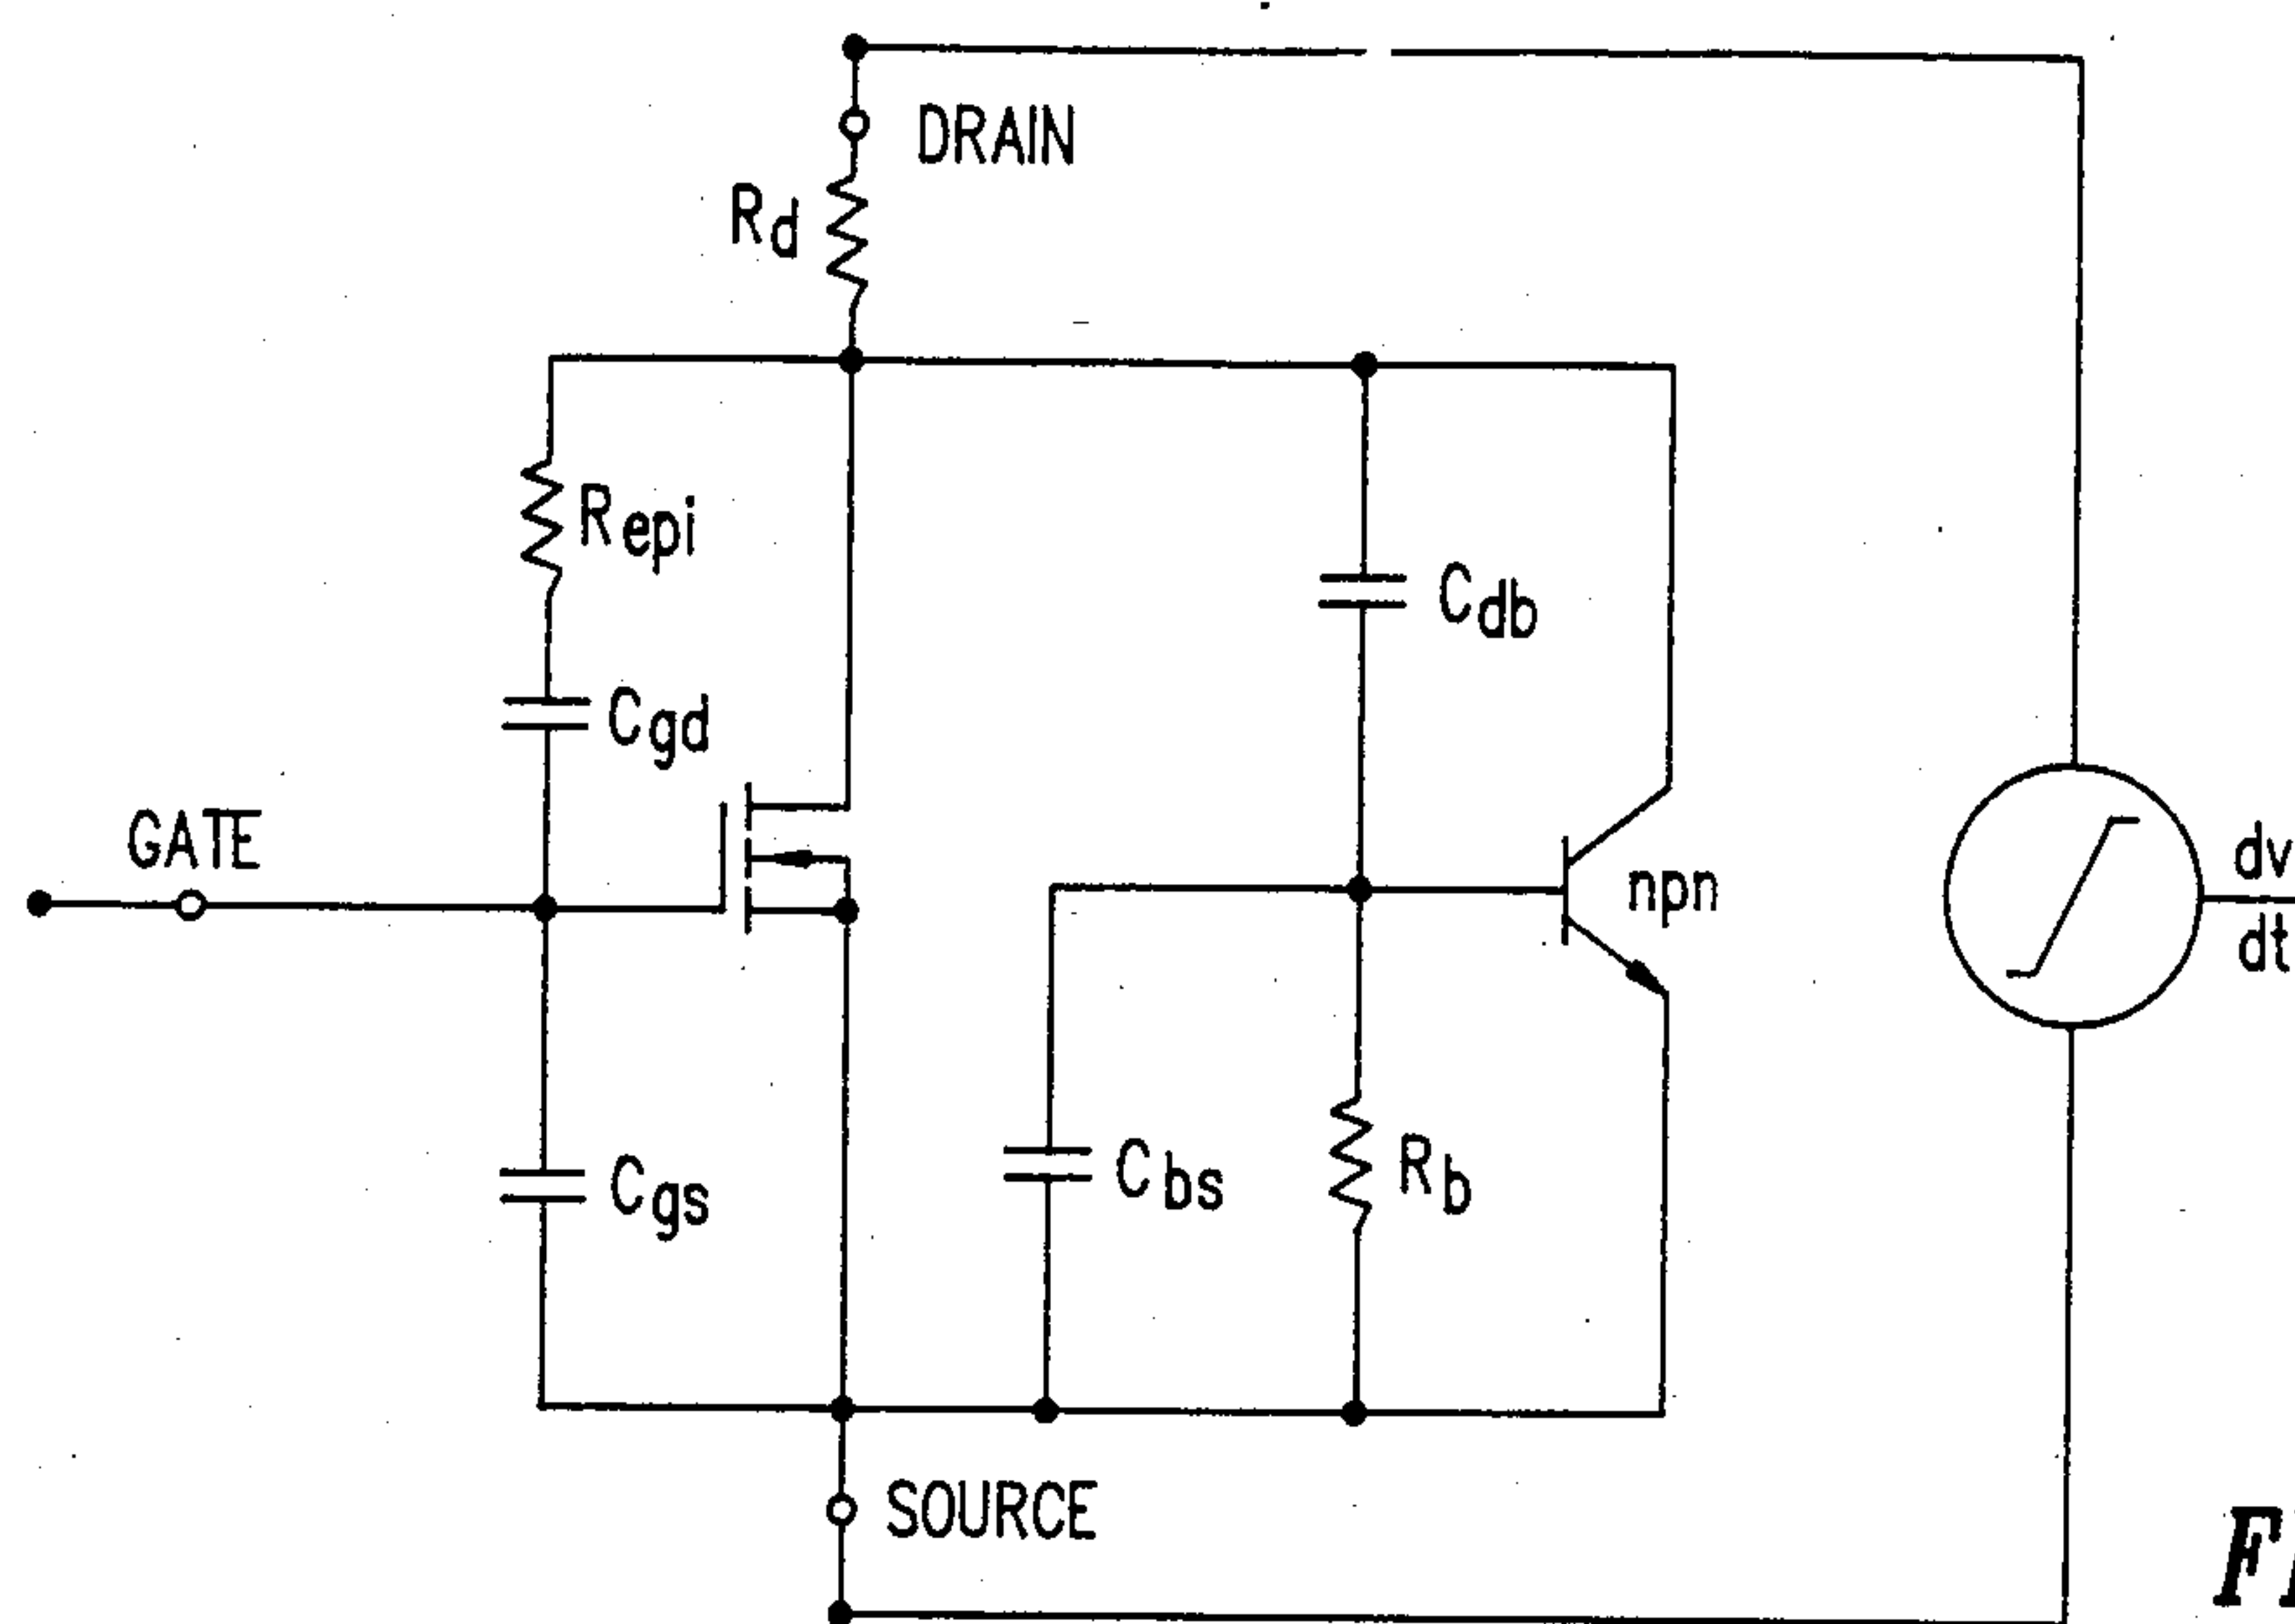 DRAIN
Rd
Repi
Cdb
Cgd
GATE
npn
dv
dt
Cgs
Cbs
Rb
SOURCE